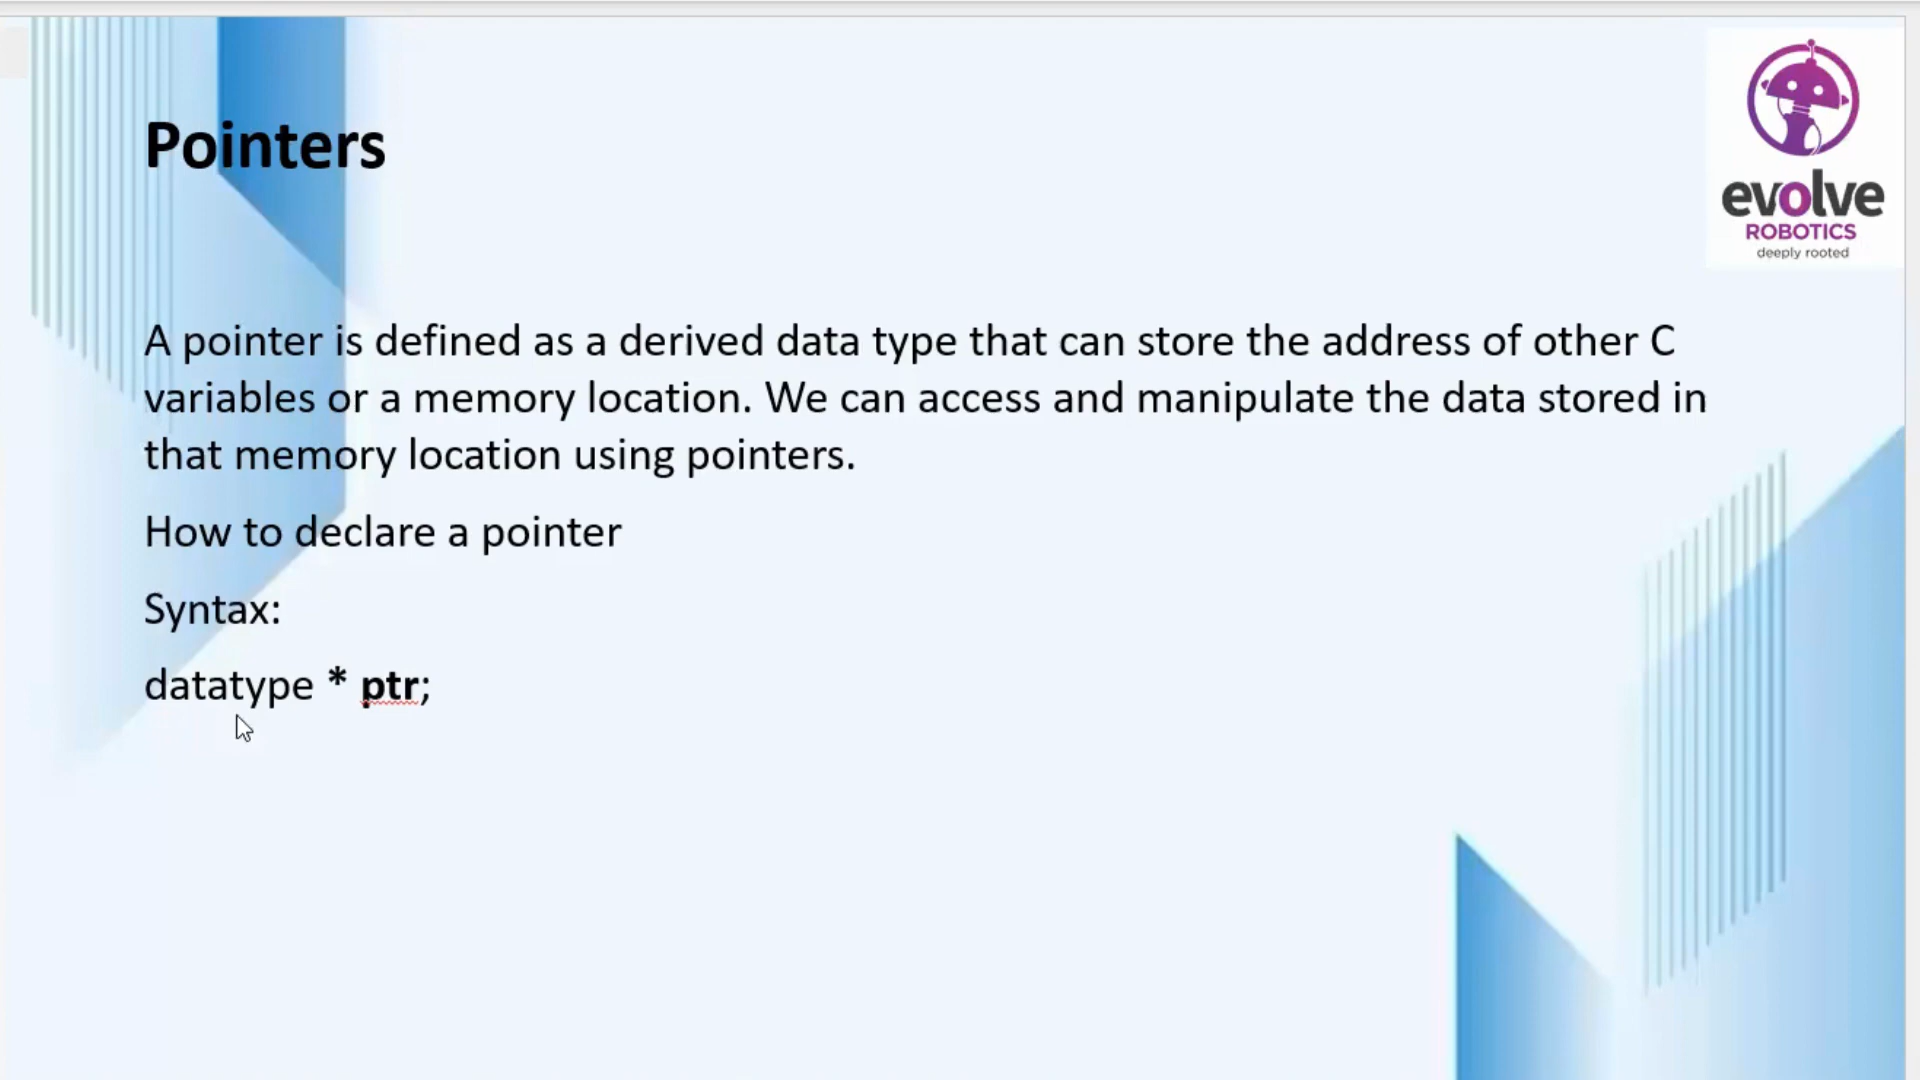 Pointers
evolve
ROBOTICS
deeply rooted
A pointer is defined as a derived data type that can store the address of other C
variables or a memory location. We can access and manipulate the data stored in
that memory location using pointers.
How to declare a pointer
Syntax:
datatype * ptr;